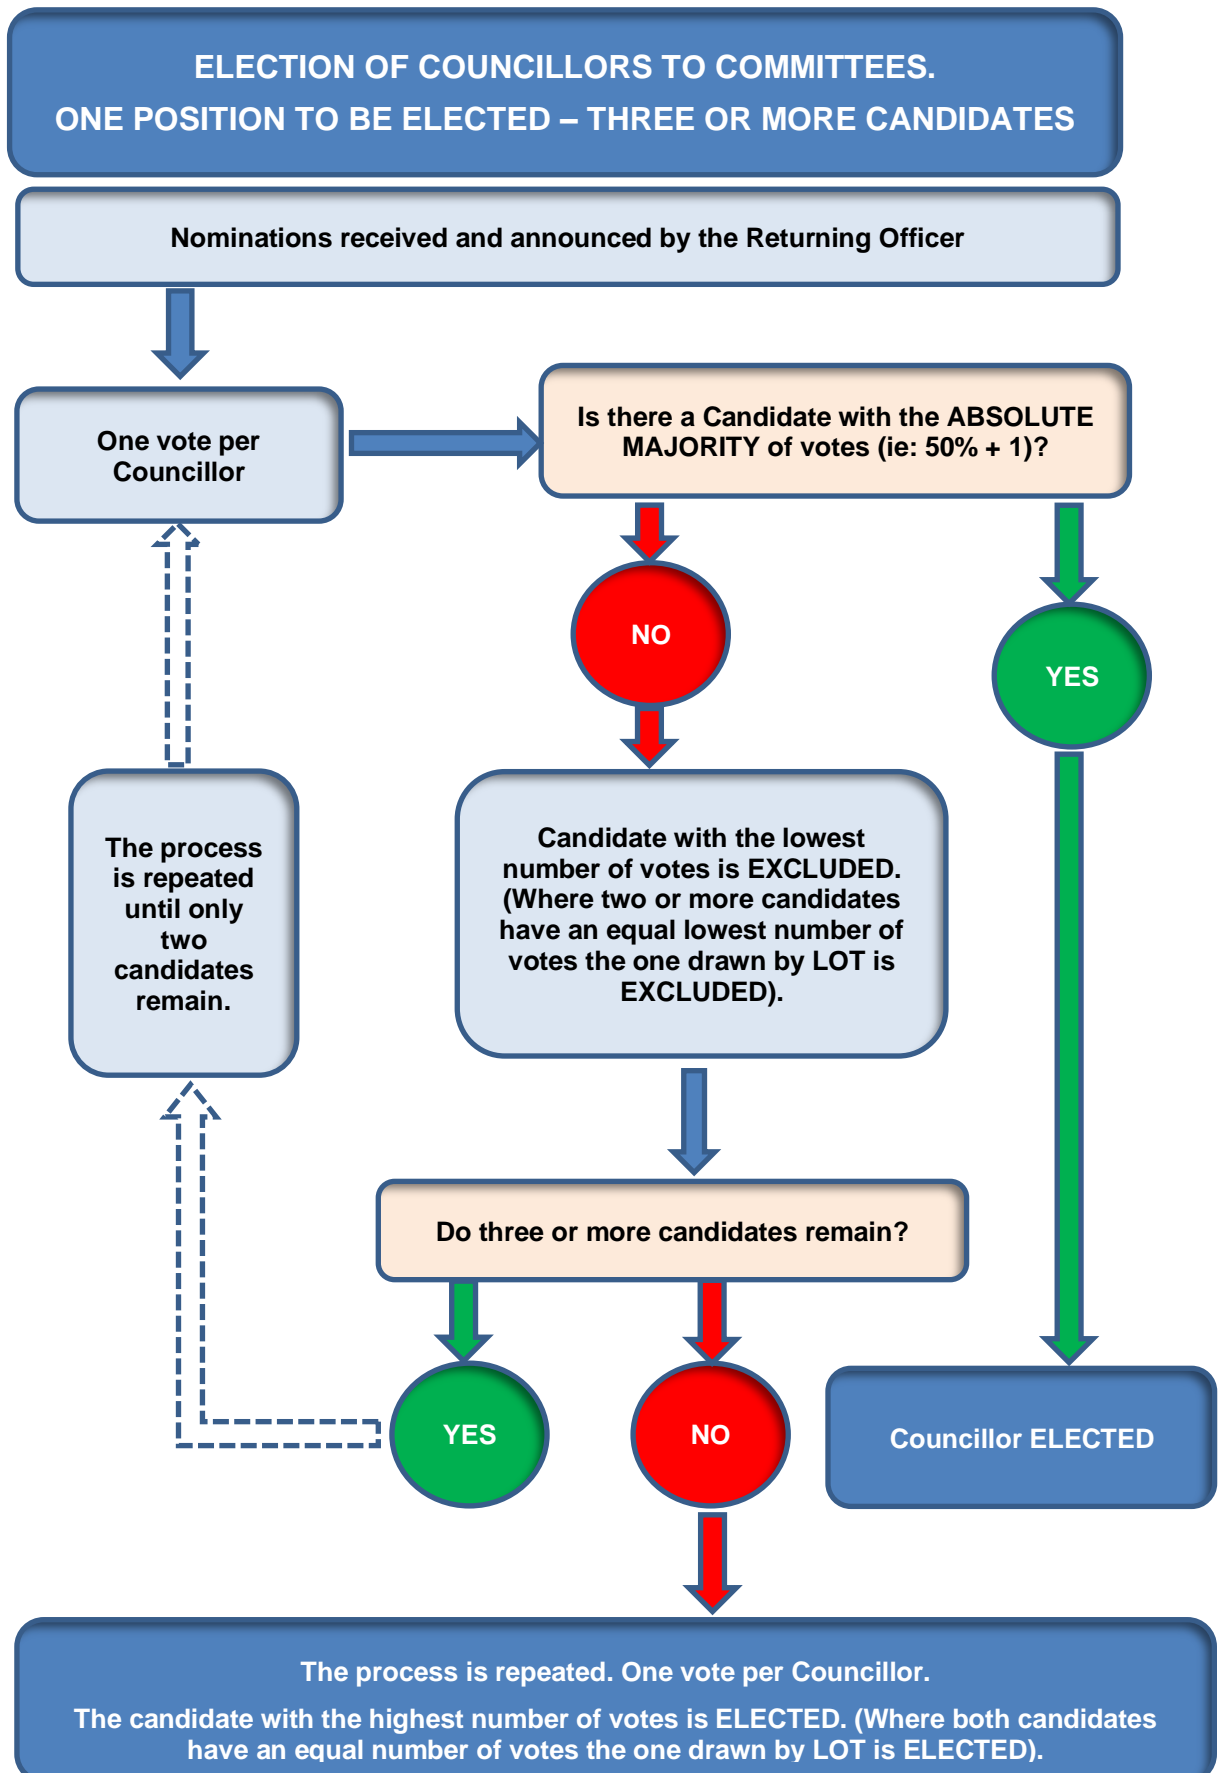 ELECTION OF COUNCILLORS TO COMMITTEES.
ONE POSITION TO BE ELECTED – THREE OR MORE CANDIDATES
Nominations received and announced by the Returning Officer
One vote per
Councillor
Is there a Candidate with the ABSOLUTE
MAJORITY of votes (ie: 50% + 1)?
NO
YES
The process
is repeated
until only
two
candidates
remain.
Candidate with the lowest
number of votes is EXCLUDED.
(Where two or more candidates
have an equal lowest number of
votes the one drawn by LOT is
EXCLUDED).
Do three or more candidates remain?
YES
NO
Councillor ELECTED
The process is repeated. One vote per Councillor.
The candidate with the highest number of votes is ELECTED. (Where both candidates
have an equal number of votes the one drawn by LOT is ELECTED).